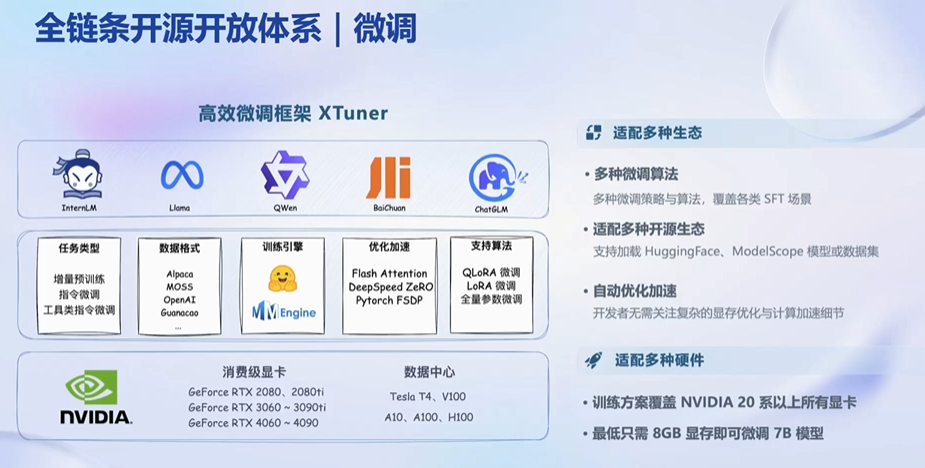 全链条开源开放体系 | 微调
高效微调框架 XTuner
InternLM
Llama
QWen
BaiChuan
ChatGLM
任务类型
增量预训练
指令微调
工具类指令微调
数据格式
Alpaca
MOSS
OpenAI
Guanaco
...
训练引擎
MMEngine
优化加速
Flash Attention
DeepSpeed ZeRO
Pytorch FSDP
支持算法
QLoRA 微调
LoRA 微调
全量参数微调
NVIDIA.
消费级显卡
GeForce RTX 2080、2080ti
GeForce RTX 3060 ~ 3090ti
GeForce RTX 4060 ~ 4090
数据中心
Tesla T4、V100
A10、A100、H100
适配多种生态
• 多种微调算法
多种微调策略与算法，覆盖各类 SFT 场景
• 适配多种开源生态
支持加载 HuggingFace、ModelScope 模型或数据集
• 自动优化加速
开发者无需关注复杂的显存优化与计算加速细节
适配多种硬件
• 训练方案覆盖 NVIDIA 20 系以上所有显卡
• 最低只需 8GB 显存即可微调 7B 模型